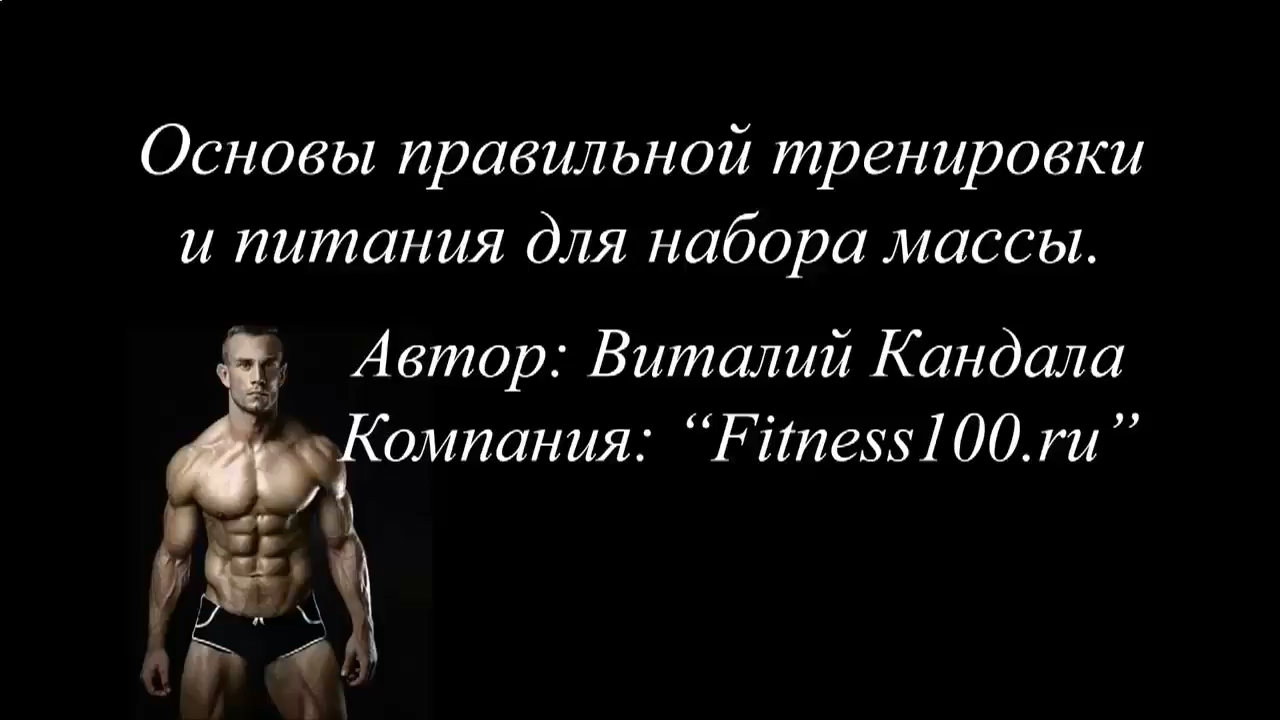 Основы правильной тренировки
и питания для набора массы.
Автор: Виталий Кандала
Компания: “Fitness100.ru”